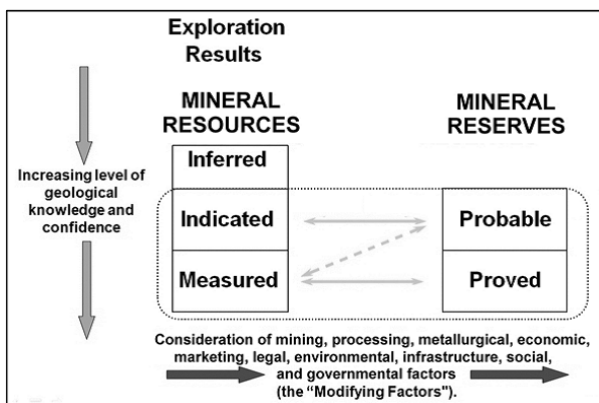 Exploration
Results
MINERAL
RESOURCES
MINERAL
RESERVES
Increasing level of
geological
knowledge and
confidence
Inferred
Indicated
Measured
Probable
Proved
Consideration of mining, processing, metallurgical, economic,
marketing, legal, environmental, infrastructure, social,
and governmental factors
(the “Modifying Factors").